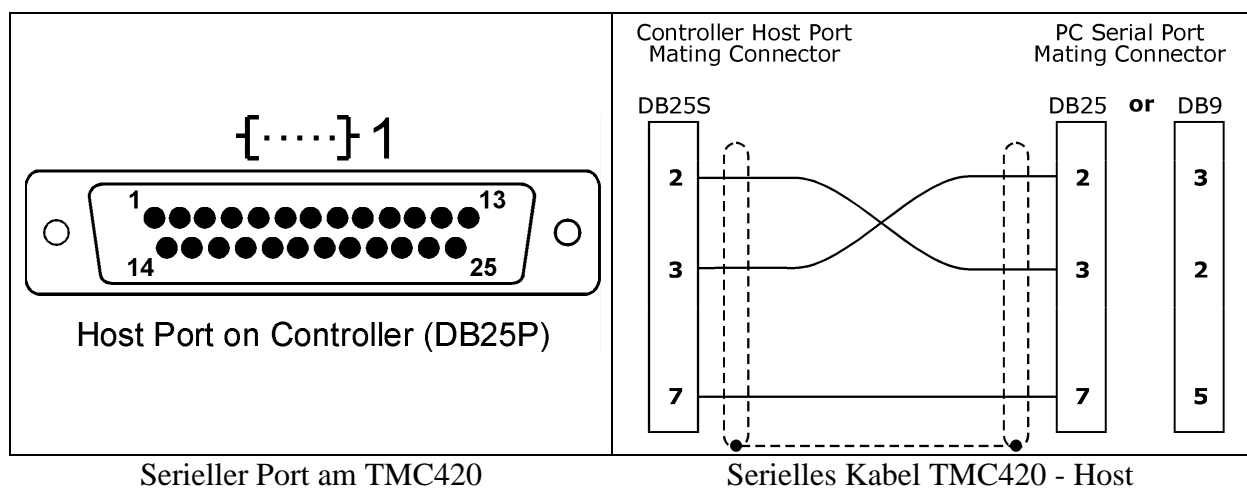 -[·····]- 1
1 13
14 25
Host Port on Controller (DB25P)
Controller Host Port
Mating Connector
PC Serial Port
Mating Connector
DB25S DB25 or DB9
2 2 3
3 3 2
7 7 5
Serieller Port am TMC420
Serielles Kabel TMC420 - Host